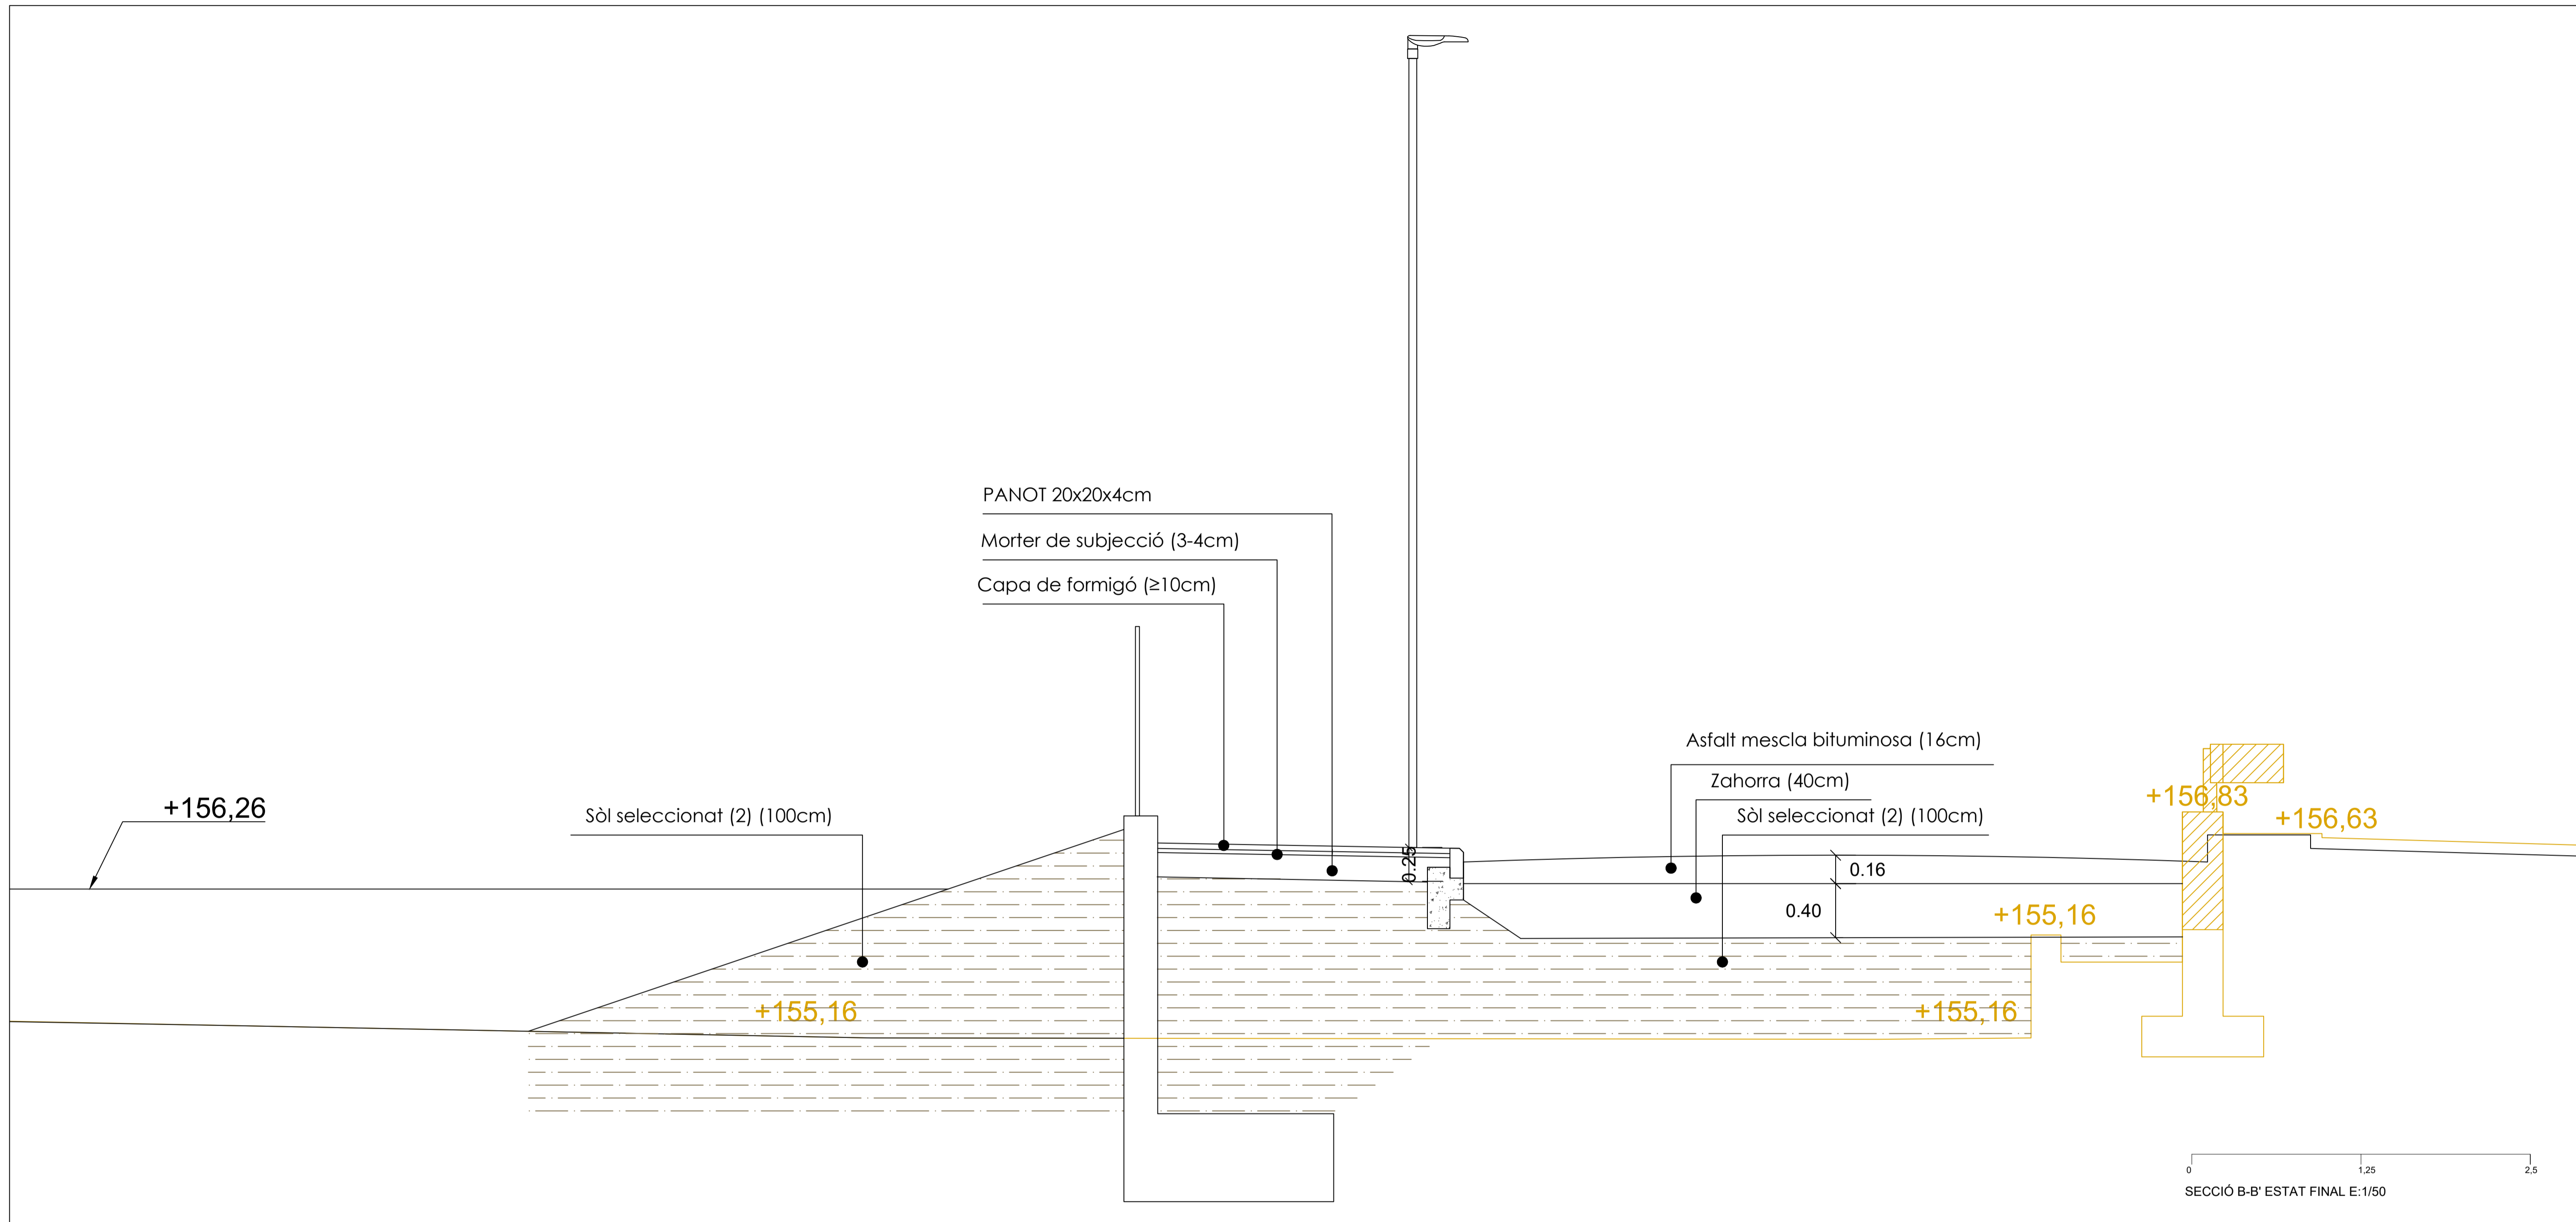 PANOT 20x20x4cm
Morter de subjecció (3-4cm)
Capa de formigó (≥10cm)
Asfalt mescla bituminosa (16cm)
Zahorra (40cm)
Sòl seleccionat (2) (100cm)
+156,26
Sòl seleccionat (2) (100cm)
+156,83
+156,63
0.25
0.16
0.40
+155,16
+155,16
+155,16
0
1,25
2,5
SECCIÓ B-B' ESTAT FINAL E:1/50